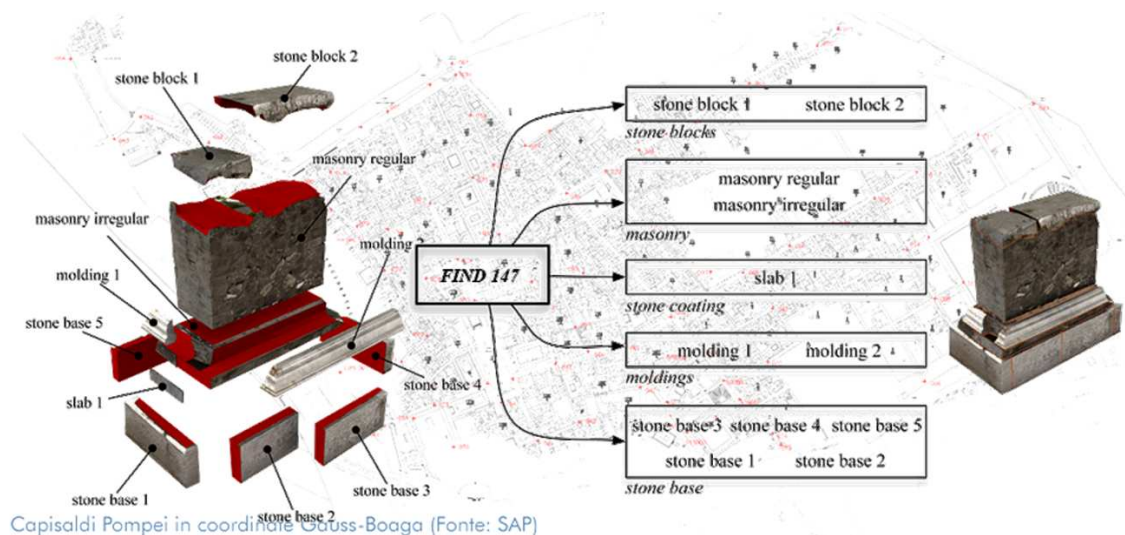 stone block 2
stone block 1
masonry regular
masonry irregular
molding 2
molding 1
stone base 5
stone base 4
slab 1
stone base 3
stone base 1
stone base 2
FIND 147
stone block 1 stone block 2
stone blocks
masonry regular
masonry irregular
masonry
slab 1
stone coating
molding 1 molding 2
moldings
stone base 3 stone base 4 stone base 5
stone base 1 stone base 2
stone base
Capisaldi Pompei in coordinate Gauss-Boaga (Fonte: SAP)